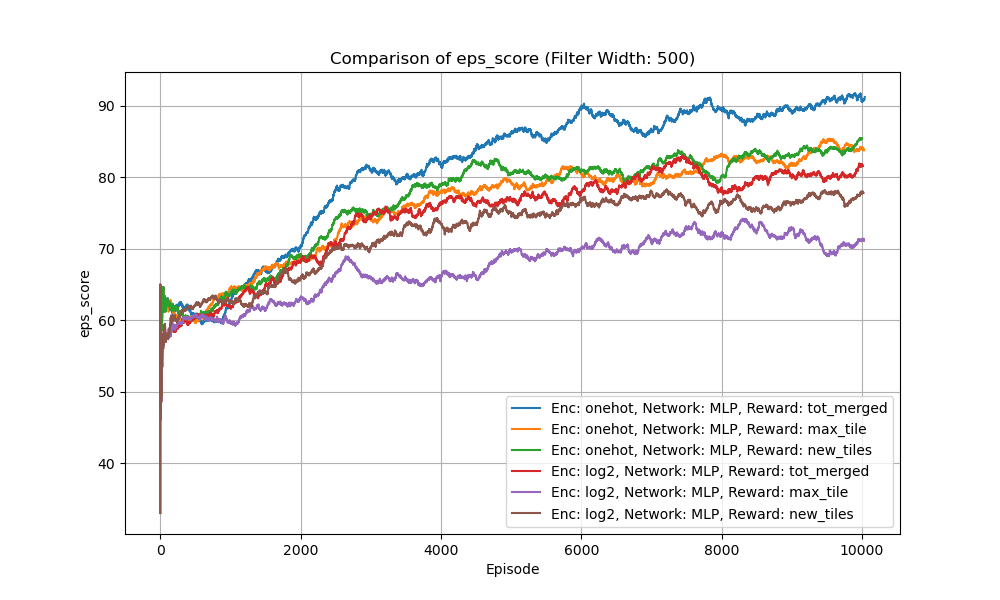 Comparison of eps_score (Filter Width: 500)
eps_score
90
80
70
60
50
40
Enc: onehot, Network: MLP, Reward: tot_merged
Enc: onehot, Network: MLP, Reward: max_tile
Enc: onehot, Network: MLP, Reward: new_tiles
Enc: log2, Network: MLP, Reward: tot_merged
Enc: log2, Network: MLP, Reward: max_tile
Enc: log2, Network: MLP, Reward: new_tiles
0 2000 4000 6000 8000 10000
Episode